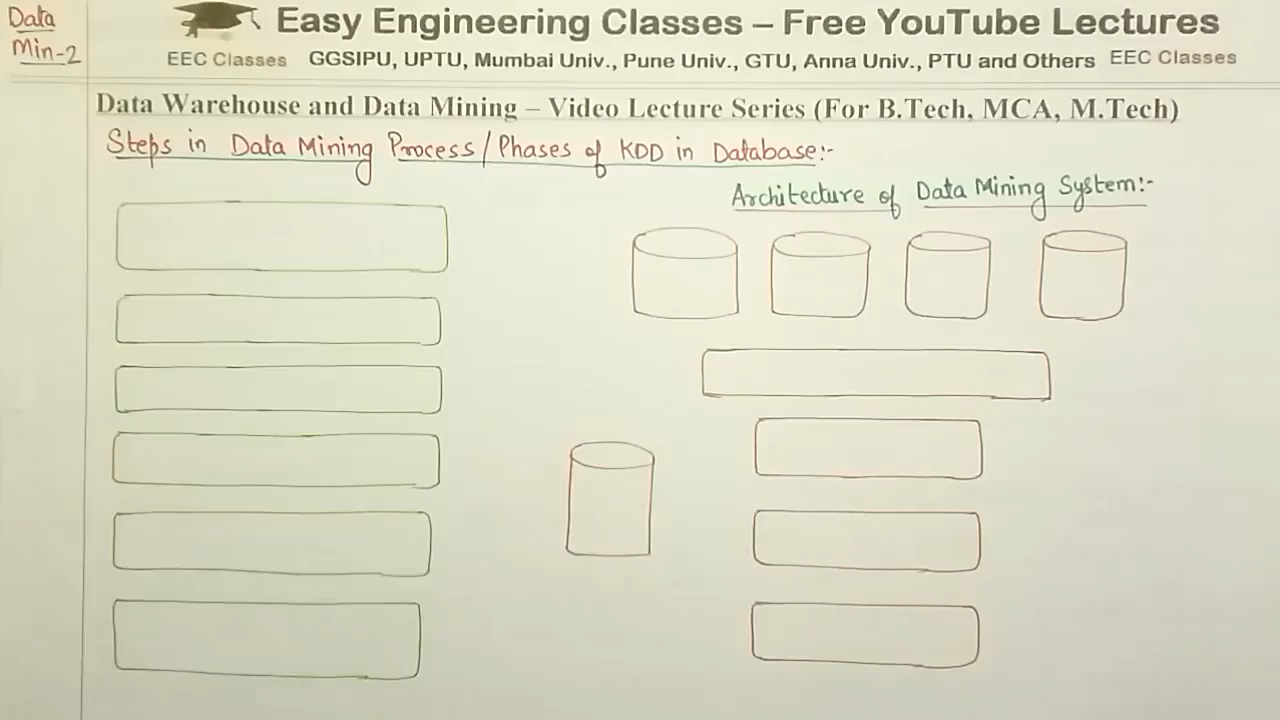 Data
Min-2
Easy Engineering Classes – Free YouTube Lectures
EEC Classes GGSIPU, UPTU, Mumbai Univ., Pune Univ., GTU, Anna Univ., PTU and Others EEC Classes
Data Warehouse and Data Mining – Video Lecture Series (For B.Tech, MCA, M.Tech)
Steps in Data Mining Process/Phases of KDD in Database:-
Architecture of Data Mining System:-